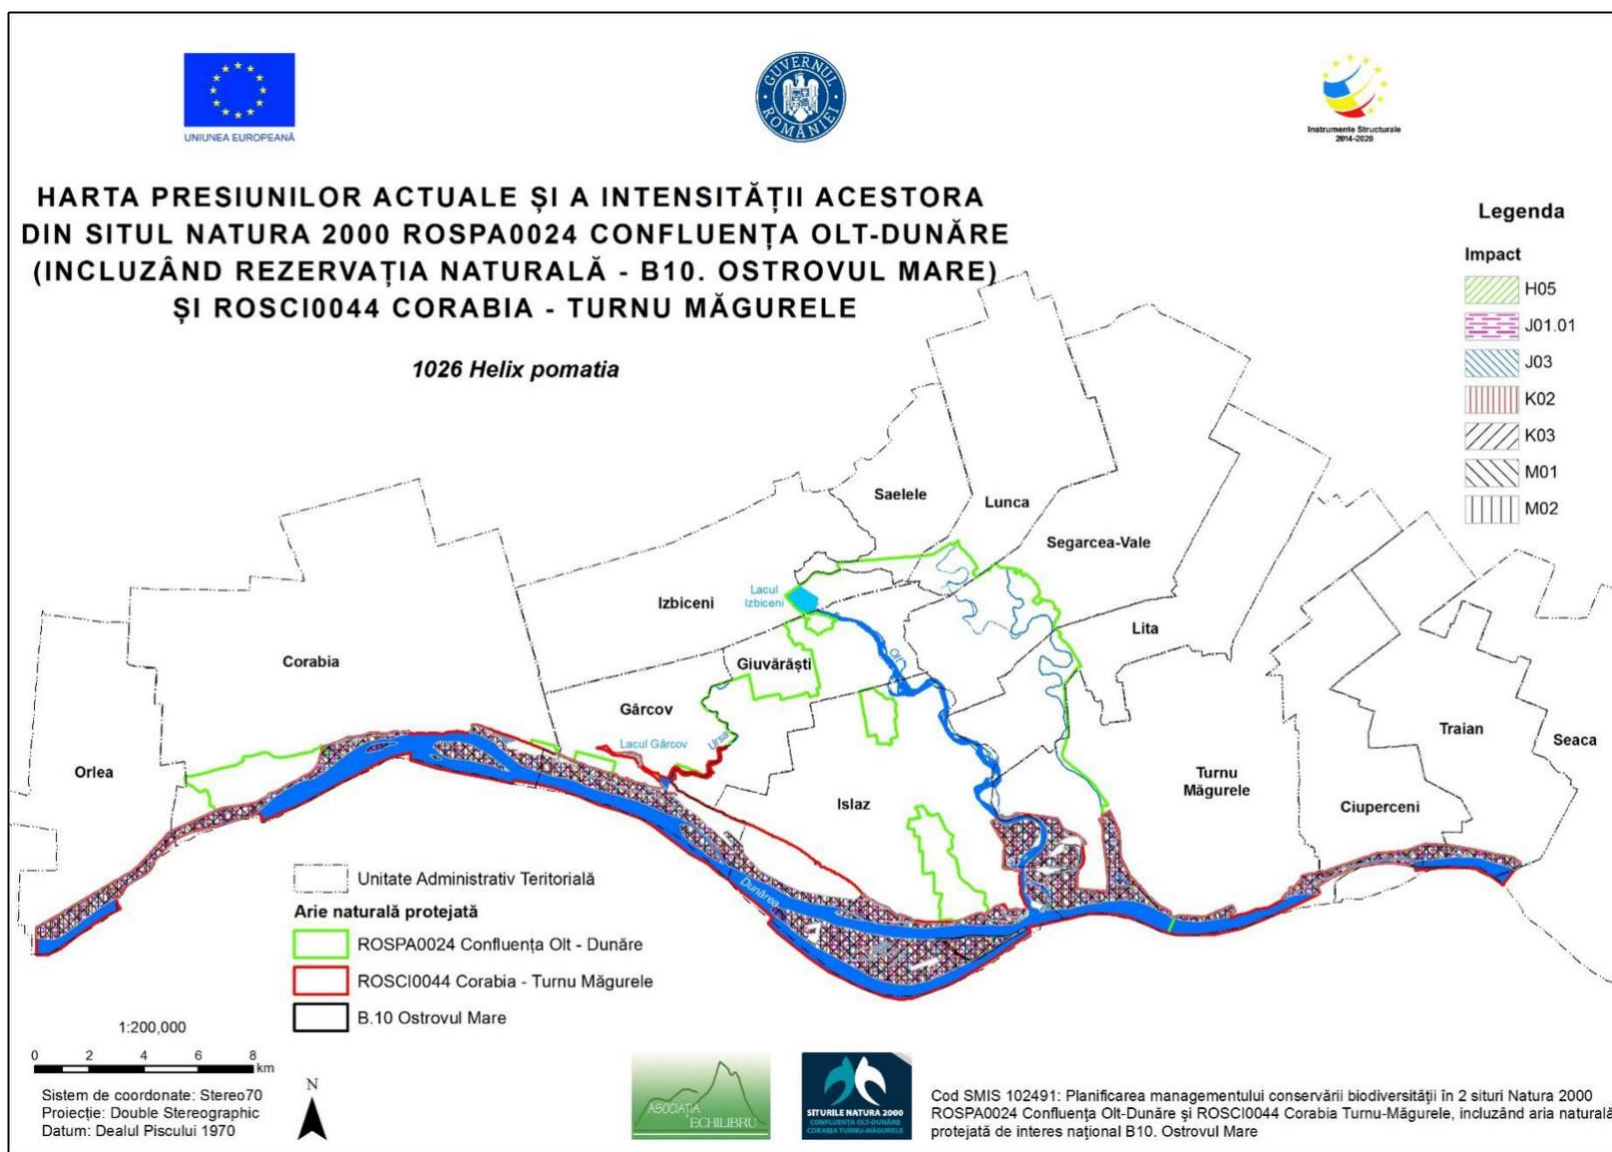 UNIUNEA EUROPEANĂ
GUVERNUL ROMÂNIEI
Instrumente Structurale
2014-2020
HARTA PRESIUNILOR ACTUALE ȘI A INTENSITĂȚII ACESTORA
DIN SITUL NATURA 2000 ROSPA0024 CONFLUENȚA OLT-DUNĂRE
(INCLUZÂND REZERVAȚIA NATURALĂ - B10. OSTROVUL MARE)
ȘI ROSCI0044 CORABIA - TURNU MĂGURELE
1026 Helix pomatia
Legenda
Impact
H05
J01.01
J03
K02
K03
M01
M02
Saelele
Lunca
Segarcea-Vale
Lacul
Izbiceni
Izbiceni
Lita
Corabia
Giuvărăști
Olt
Gârcov
Ursa
Lacul Gârcov
Orlea
Islaz
Turnu
Măgurele
Traian
Seaca
Ciuperceni
Dunărea
Unitate Administrativ Teritorială
Arie naturală protejată
ROSPA0024 Confluența Olt - Dunăre
ROSCI0044 Corabia - Turnu Măgurele
B.10 Ostrovul Mare
1:200,000
0 2 4 6 8
km
N
Sistem de coordonate: Stereo70
Proiecție: Double Stereographic
Datum: Dealul Piscului 1970
ASOCIAȚIA
ECHILIBRU
SITURILE NATURA 2000
CONFLUENȚA OLT-DUNĂRE
CORABIA TURNU-MĂGURELE
Cod SMIS 102491: Planificarea managementului conservării biodiversității în 2 situri Natura 2000
ROSPA0024 Confluența Olt-Dunăre și ROSCI0044 Corabia Turnu-Măgurele, incluzând aria naturală
protejată de interes național B10. Ostrovul Mare